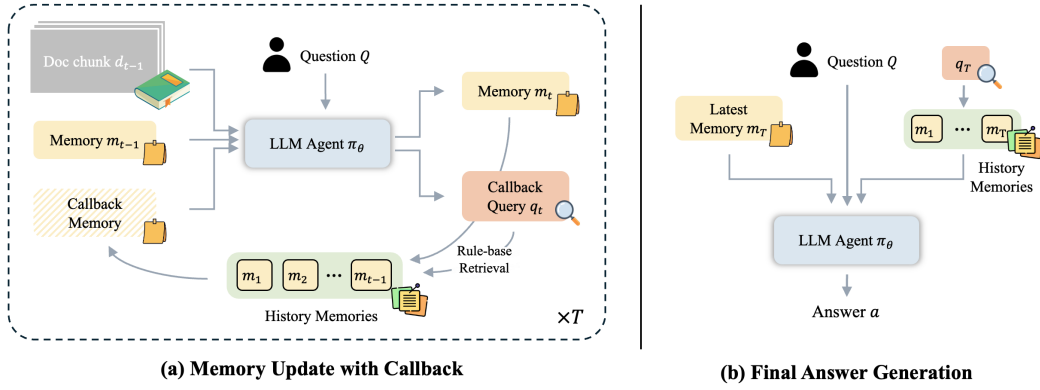 Doc chunk d_{t-1}
Question Q
Memory m_{t-1}
LLM Agent π_θ
Memory m_t
Callback
Memory
Callback
Query q_t
Rule-base
Retrieval
m_1 m_2 ... m_{t-1}
History Memories
×T
(a) Memory Update with Callback
Question Q
q_T
Latest
Memory m_T
m_1 ... m_T
History
Memories
LLM Agent π_θ
Answer a
(b) Final Answer Generation